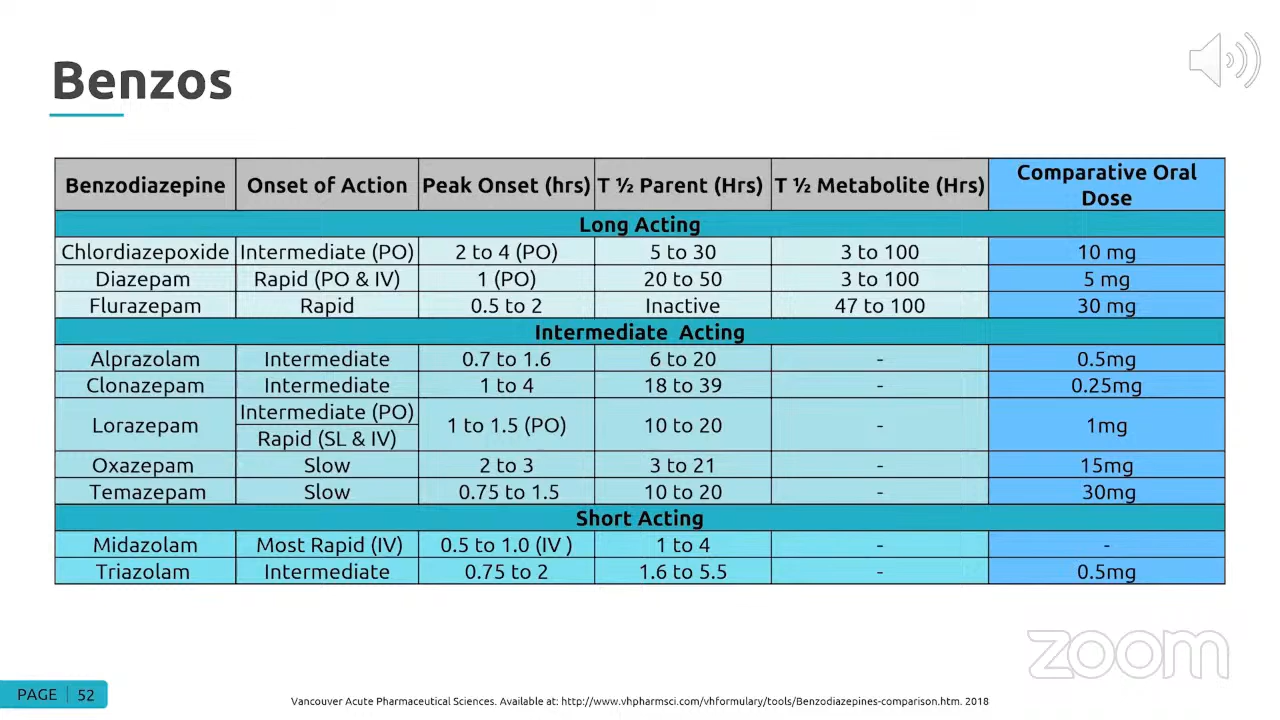 Benzos
Benzodiazepine Onset of Action Peak Onset (hrs) T ½ Parent (Hrs) T ½ Metabolite (Hrs) Comparative Oral Dose
Long Acting
Chlordiazepoxide Intermediate (PO) 2 to 4 (PO) 5 to 30 3 to 100 10 mg
Diazepam Rapid (PO & IV) 1 (PO) 20 to 50 3 to 100 5 mg
Flurazepam Rapid 0.5 to 2 Inactive 47 to 100 30 mg
Intermediate Acting
Alprazolam Intermediate 0.7 to 1.6 6 to 20 - 0.5mg
Clonazepam Intermediate 1 to 4 18 to 39 - 0.25mg
Lorazepam Intermediate (PO) Rapid (SL & IV) 1 to 1.5 (PO) 10 to 20 - 1mg
Oxazepam Slow 2 to 3 3 to 21 - 15mg
Temazepam Slow 0.75 to 1.5 10 to 20 - 30mg
Short Acting
Midazolam Most Rapid (IV) 0.5 to 1.0 (IV ) 1 to 4 - -
Triazolam Intermediate 0.75 to 2 1.6 to 5.5 - 0.5mg
zoom
PAGE | 52
Vancouver Acute Pharmaceutical Sciences. Available at: http://www.vhpharmsci.com/vhformulary/tools/Benzodiazepines-comparison.htm. 2018